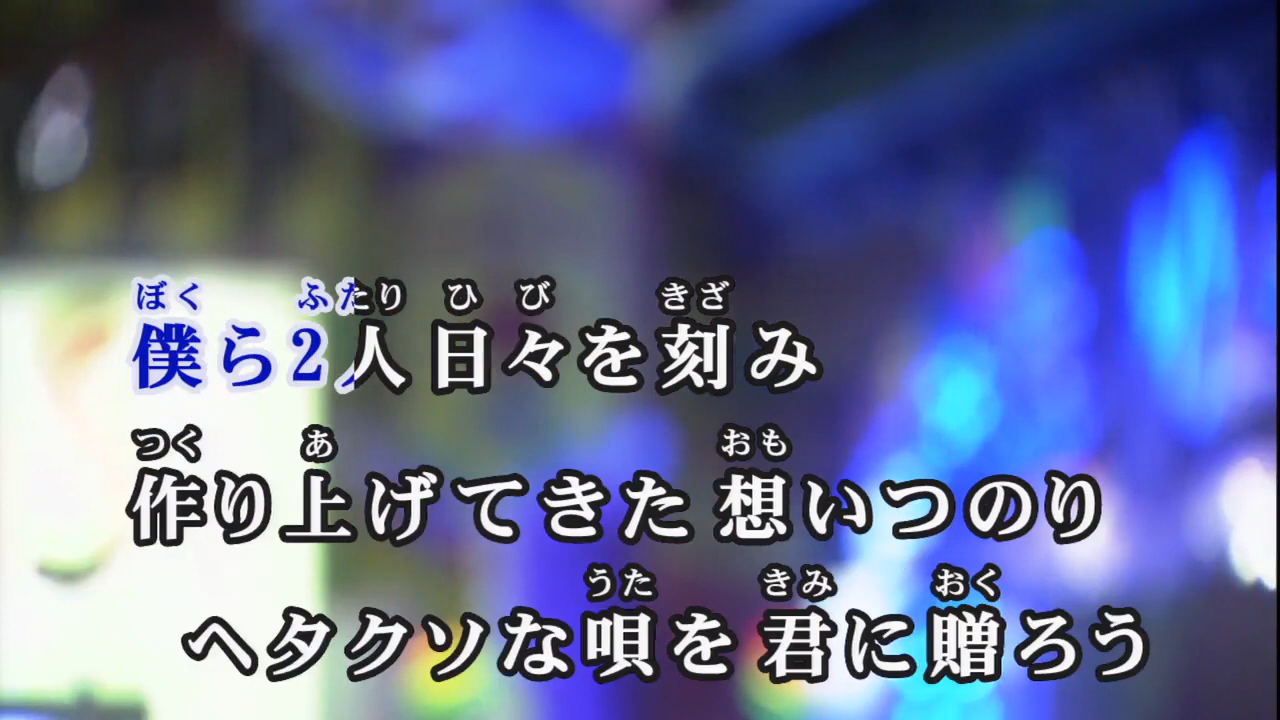 ぼく ふたり ひ び きざ
僕ら2人 日々を刻み
つく あ おも
作り上げてきた 想いつのり
うた きみ おく
ヘタクソな唄を 君に贈ろう